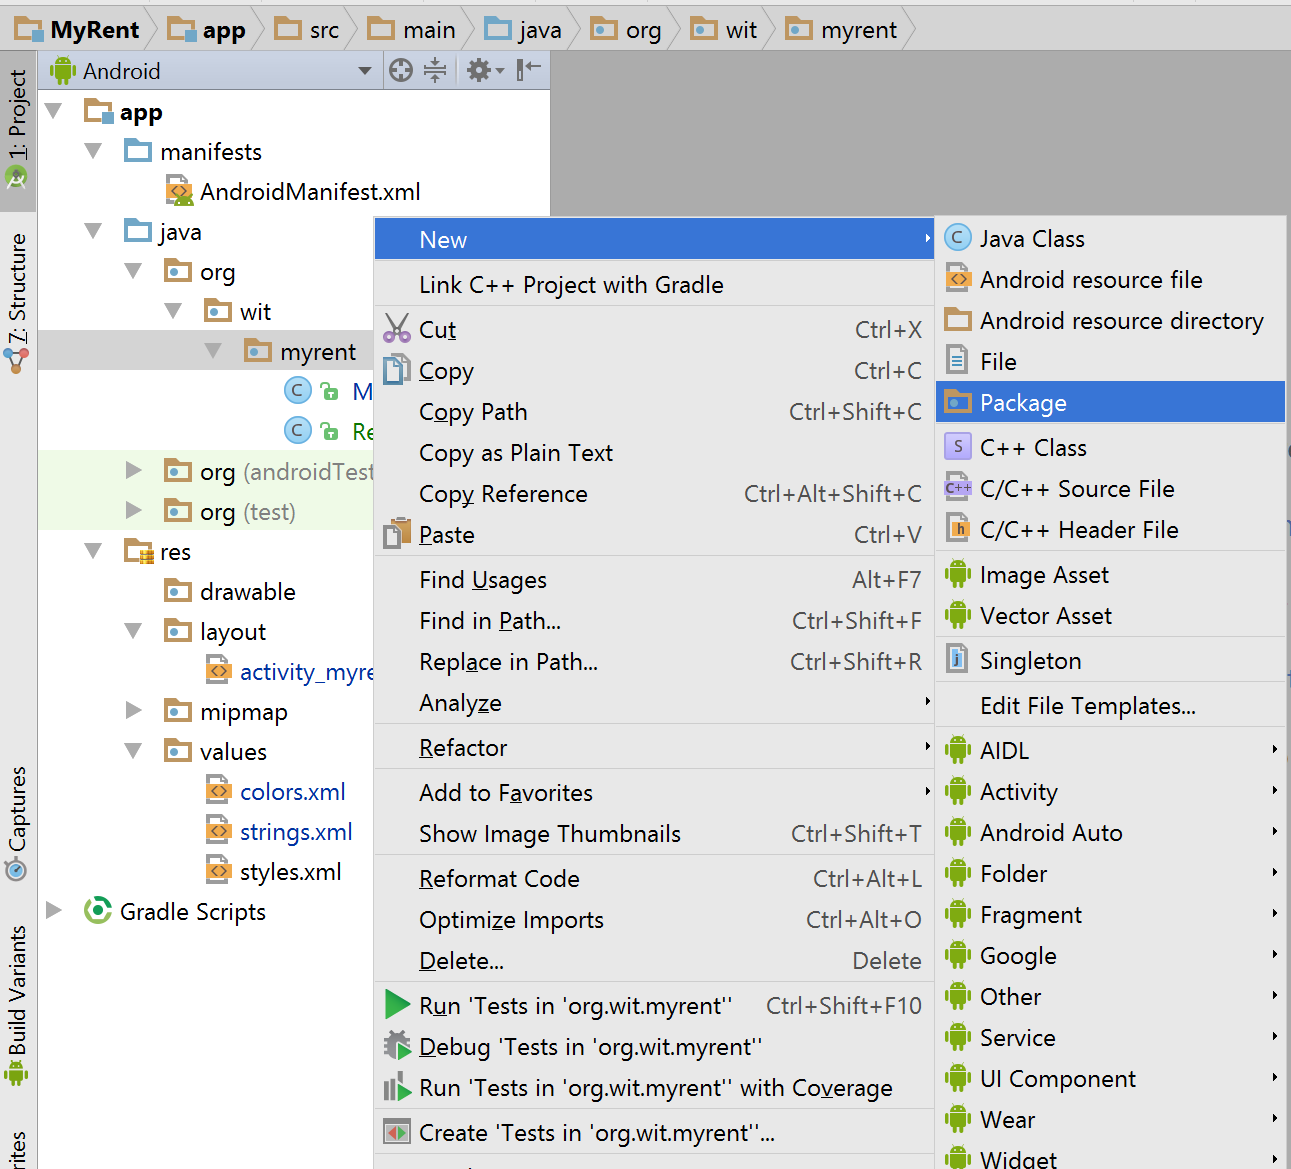 MyRent app src main java org wit myrent
Android
1: Project
7: Structure
Captures
Build Variants
app
manifests
AndroidManifest.xml
java
org
wit
myrent
M
Re
org (androidTest
org (test)
res
drawable
layout
activity_myre
mipmap
values
colors.xml
strings.xml
styles.xml
Gradle Scripts
New
Link C++ Project with Gradle
Cut Ctrl+X
Copy Ctrl+C
Copy Path Ctrl+Shift+C
Copy as Plain Text
Copy Reference Ctrl+Alt+Shift+C
Paste Ctrl+V
Find Usages Alt+F7
Find in Path... Ctrl+Shift+F
Replace in Path... Ctrl+Shift+R
Analyze
Refactor
Add to Favorites
Show Image Thumbnails Ctrl+Shift+T
Reformat Code Ctrl+Alt+L
Optimize Imports Ctrl+Alt+O
Delete... Delete
Run 'Tests in 'org.wit.myrent'' Ctrl+Shift+F10
Debug 'Tests in 'org.wit.myrent''
Run 'Tests in 'org.wit.myrent'' with Coverage
Create 'Tests in 'org.wit.myrent''...
Java Class
Android resource file
Android resource directory
File
Package
C++ Class
C/C++ Source File
C/C++ Header File
Image Asset
Vector Asset
Singleton
Edit File Templates...
AIDL
Activity
Android Auto
Folder
Fragment
Google
Other
Service
UI Component
Wear
Widget